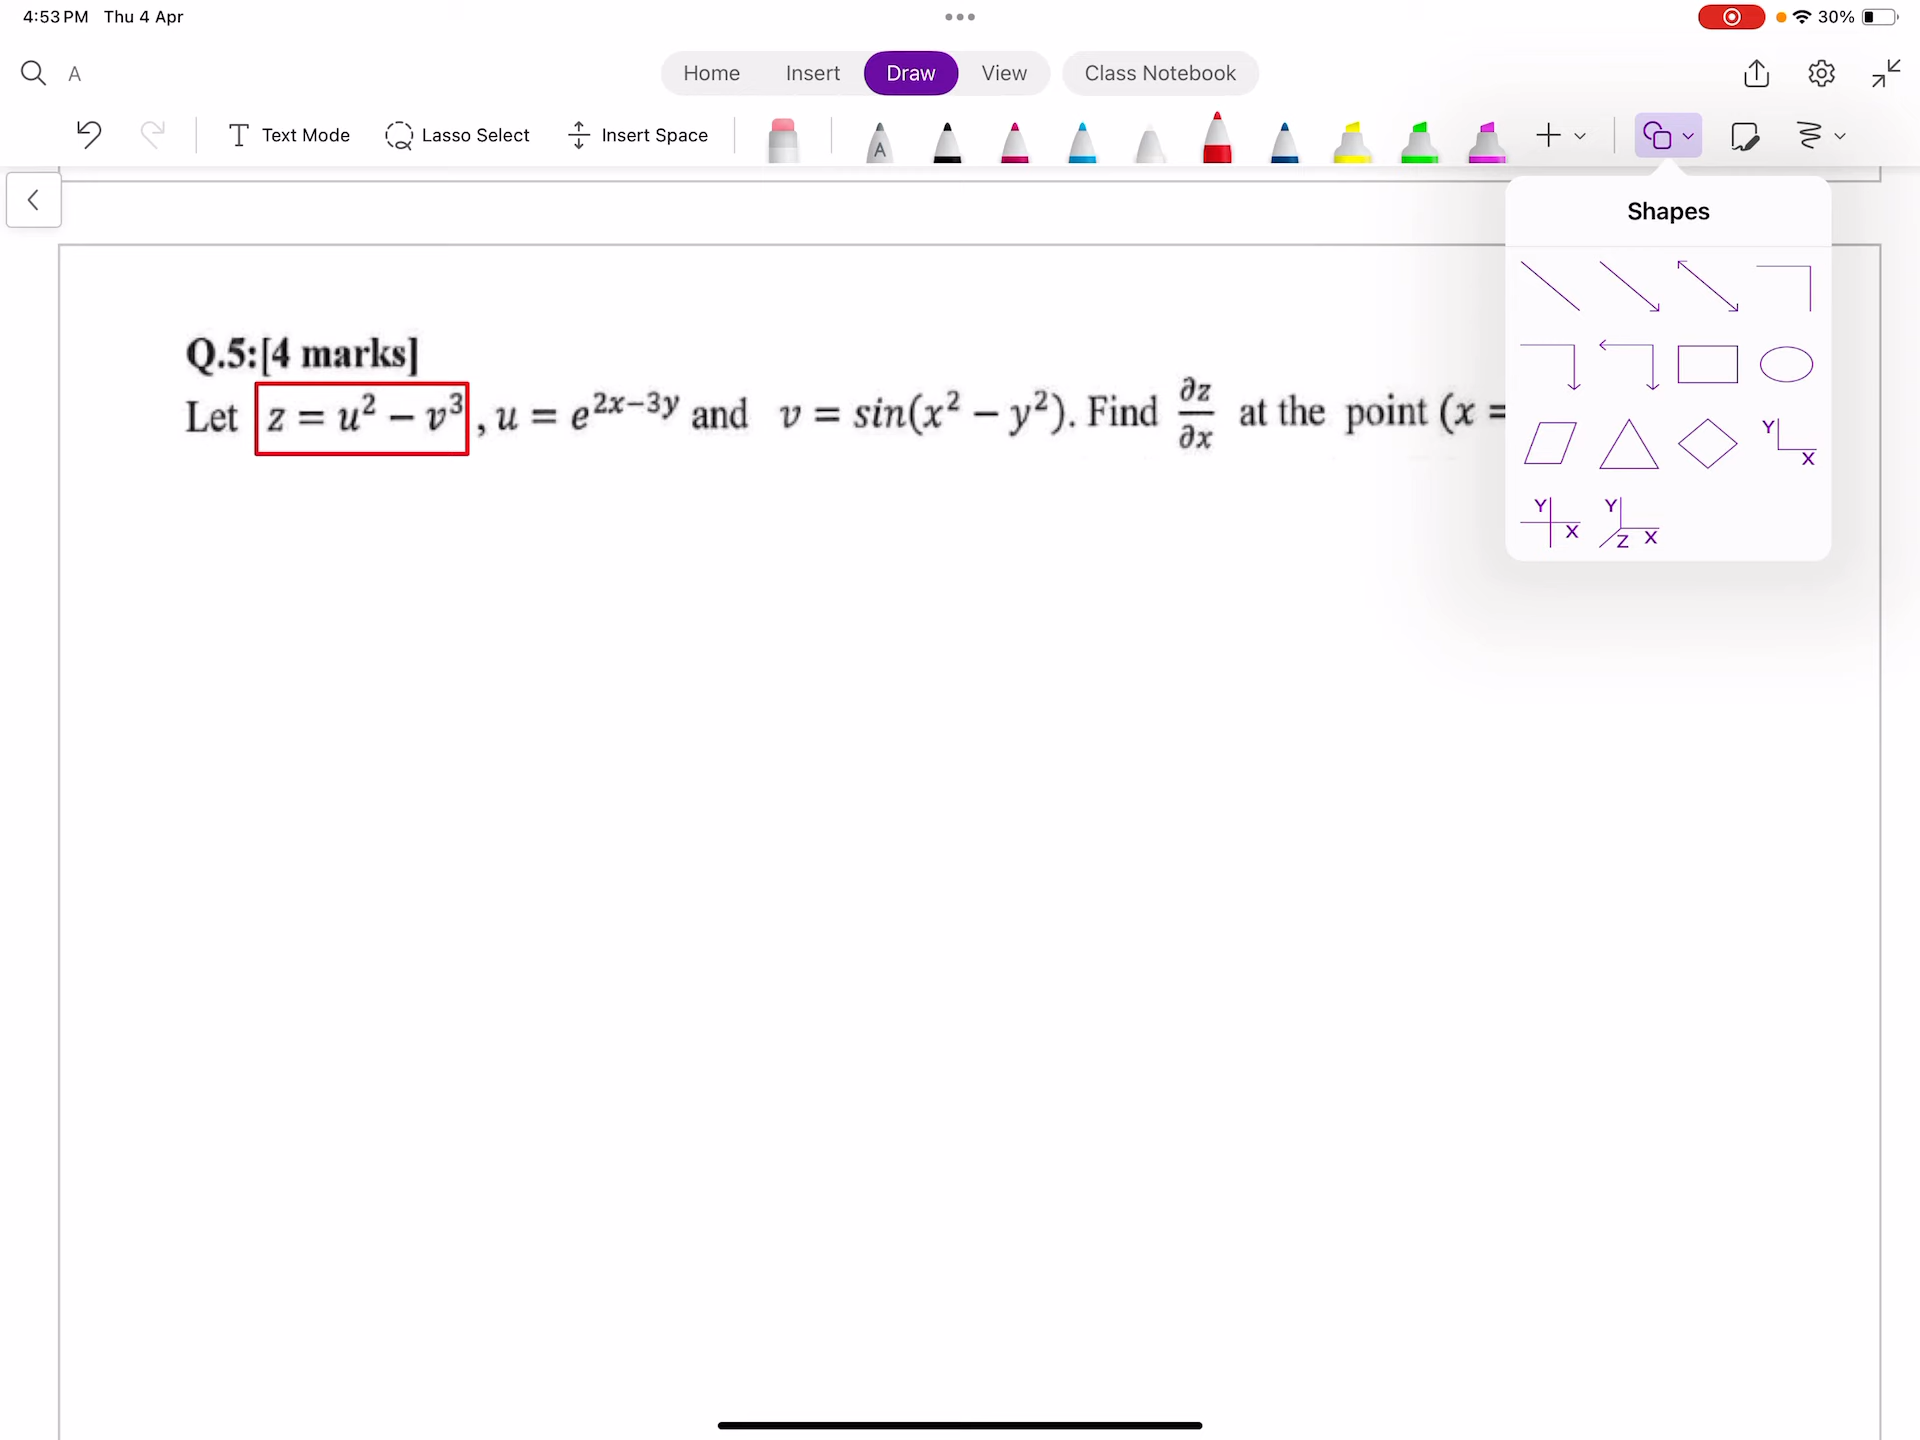 4:53 PM Thu 4 Apr
30%
A
Home Insert Draw View Class Notebook
Text Mode Lasso Select Insert Space
A
Shapes
Y X
Y X Y Z X
Q.5:[4 marks]
Let z = u² − v³, u = e^{2x−3y} and v = sin(x² − y²). Find ∂z/∂x at the point (x =